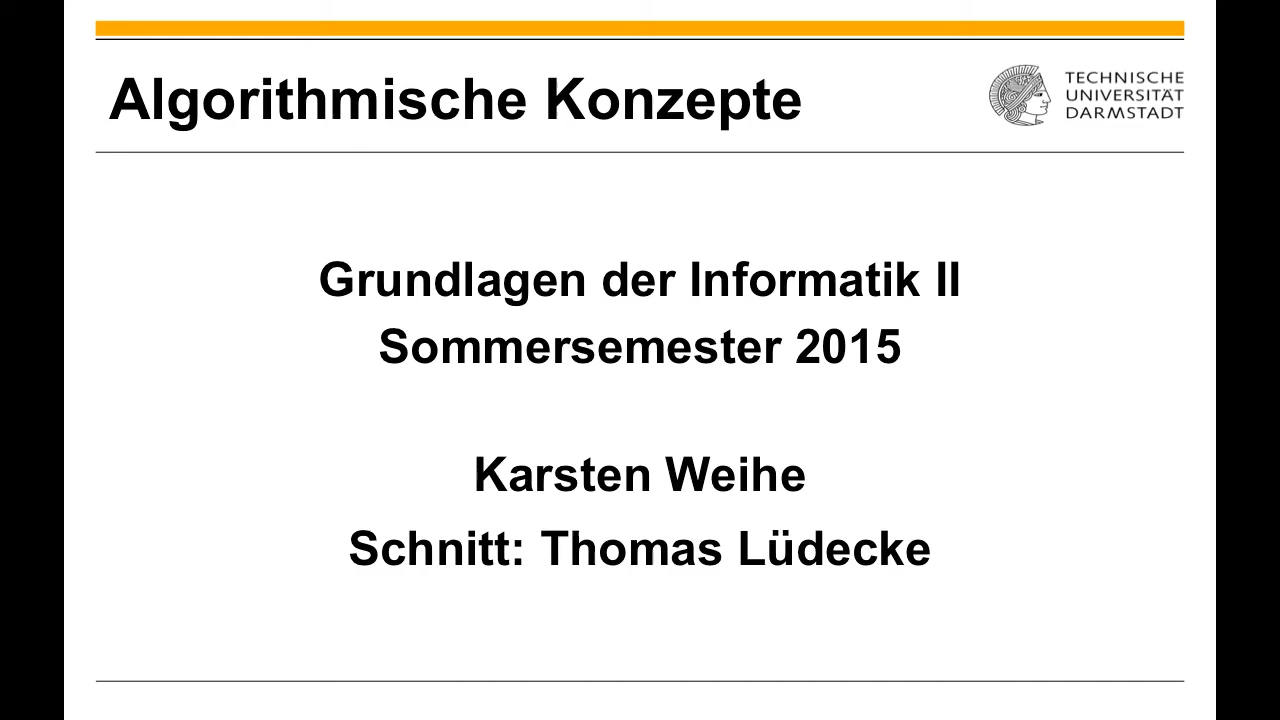 Algorithmische Konzepte
TECHNISCHE
UNIVERSITÄT
DARMSTADT
Grundlagen der Informatik II
Sommersemester 2015
Karsten Weihe
Schnitt: Thomas Lüdecke